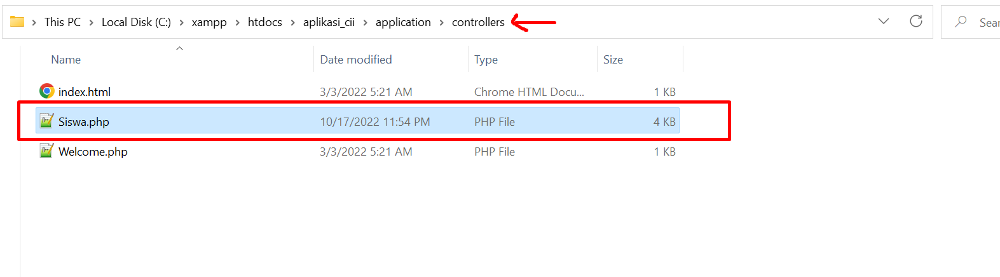 This PC > Local Disk (C:) > xampp > htdocs > aplikasi_cii > application > controllers
Sear
Name Date modified Type Size
index.html 3/3/2022 5:21 AM Chrome HTML Docu... 1 KB
Siswa.php 10/17/2022 11:54 PM PHP File 4 KB
Welcome.php 3/3/2022 5:21 AM PHP File 1 KB